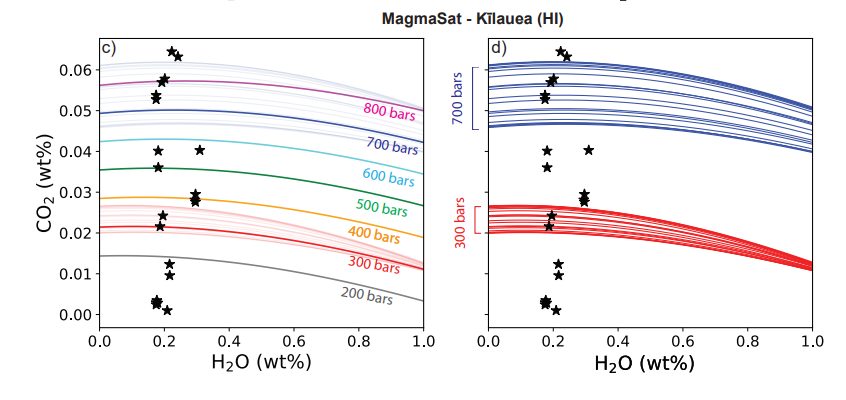 MagmaSat - Kīlauea (HI)
c)
0.06
0.05
0.04
0.03
0.02
0.01
0.00
CO₂ (wt%)
800 bars
700 bars
600 bars
500 bars
400 bars
300 bars
200 bars
0.0 0.2 0.4 0.6 0.8 1.0
H₂O (wt%)
d)
700 bars
300 bars
0.0 0.2 0.4 0.6 0.8 1.0
H₂O (wt%)